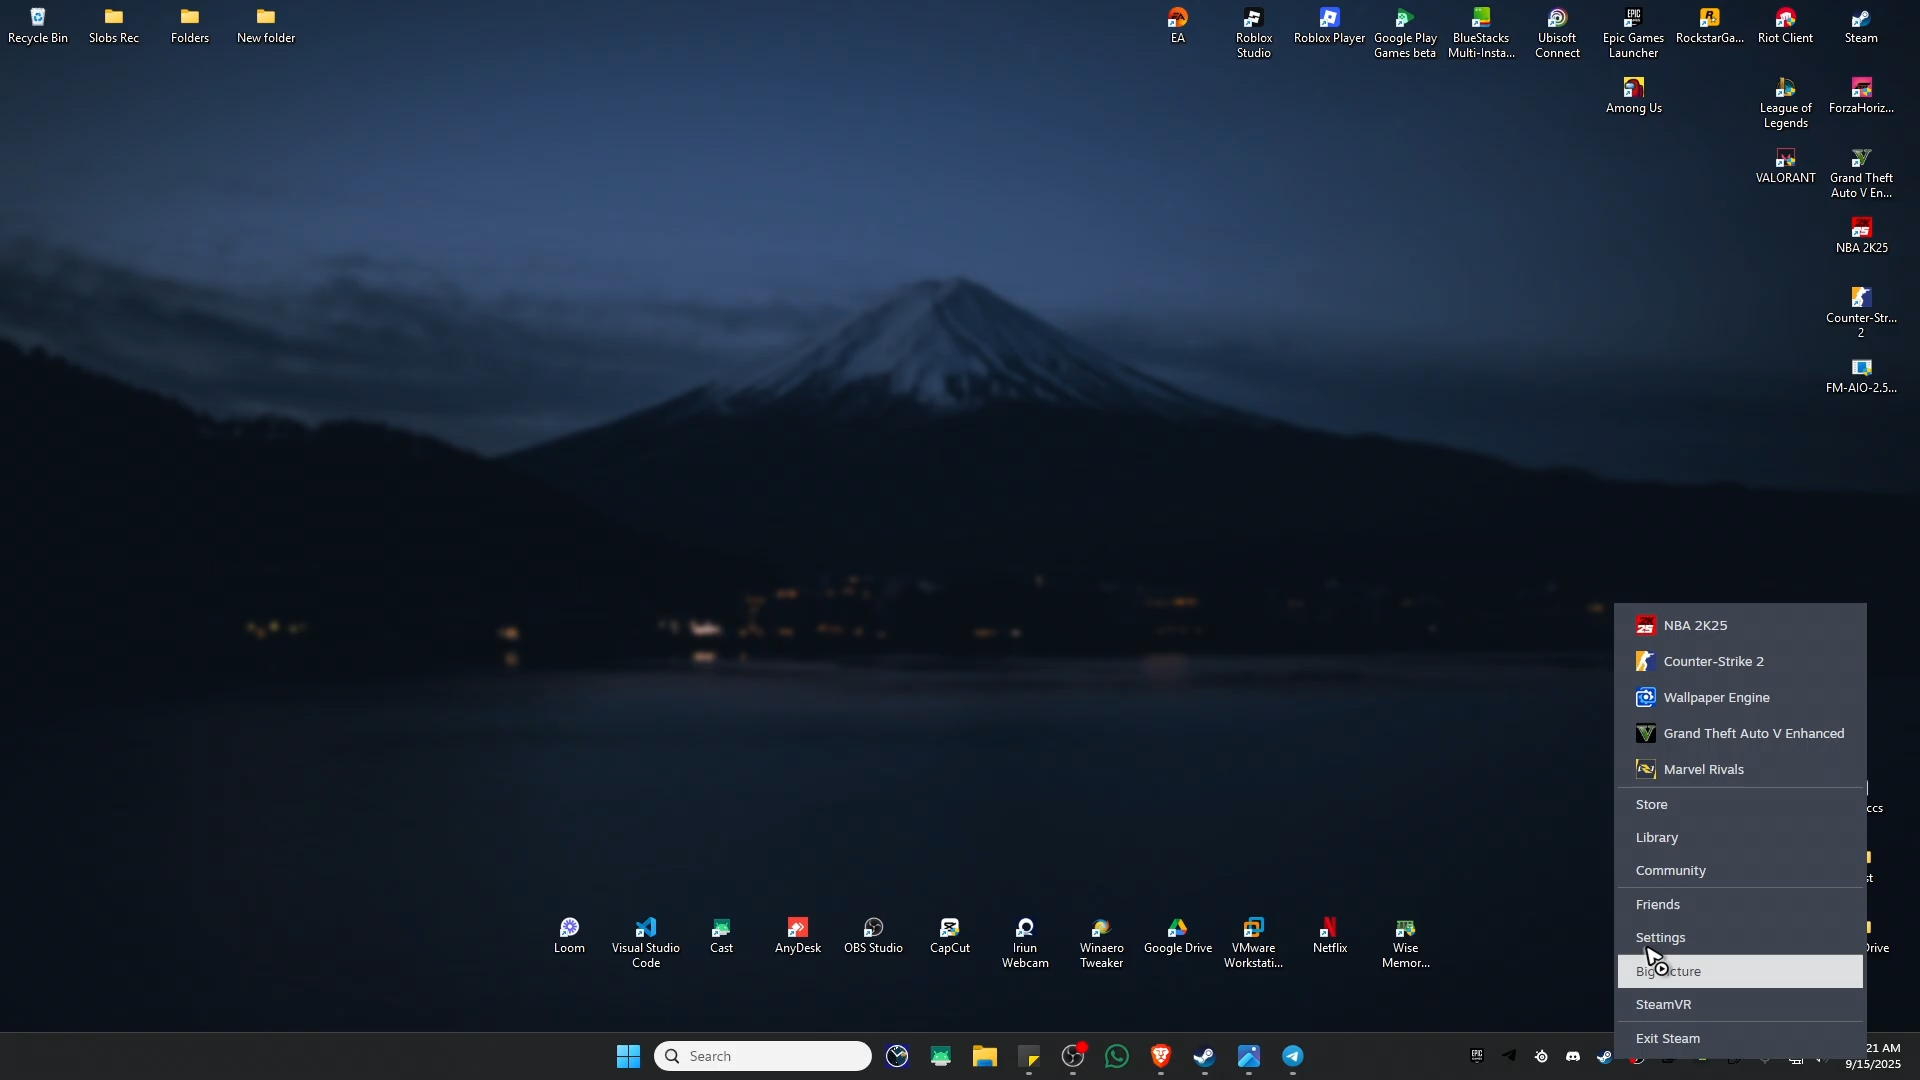 Recycle Bin
Slobs Rec
Folders
New folder
EA
Roblox
Studio
Roblox Player
Google Play
Games beta
BlueStacks
Multi-Insta...
Ubisoft
Connect
Epic Games
Launcher
RockstarGa...
Riot Client
Steam
Among Us
League of
Legends
ForzaHoriz...
VALORANT
Grand Theft
Auto V En...
NBA 2K25
Counter-Str...
2
FM-AIO-2.5...
NBA 2K25
Counter-Strike 2
Wallpaper Engine
Grand Theft Auto V Enhanced
Marvel Rivals
Store
Library
Community
Friends
Settings
SteamVR
Exit Steam
Loom
Visual Studio
Code
Cast
AnyDesk
OBS Studio
CapCut
Iriun
Webcam
Winaero
Tweaker
Google Drive
VMware
Workstati...
Netflix
Wise
Memor...
Search
21 AM
9/15/2025